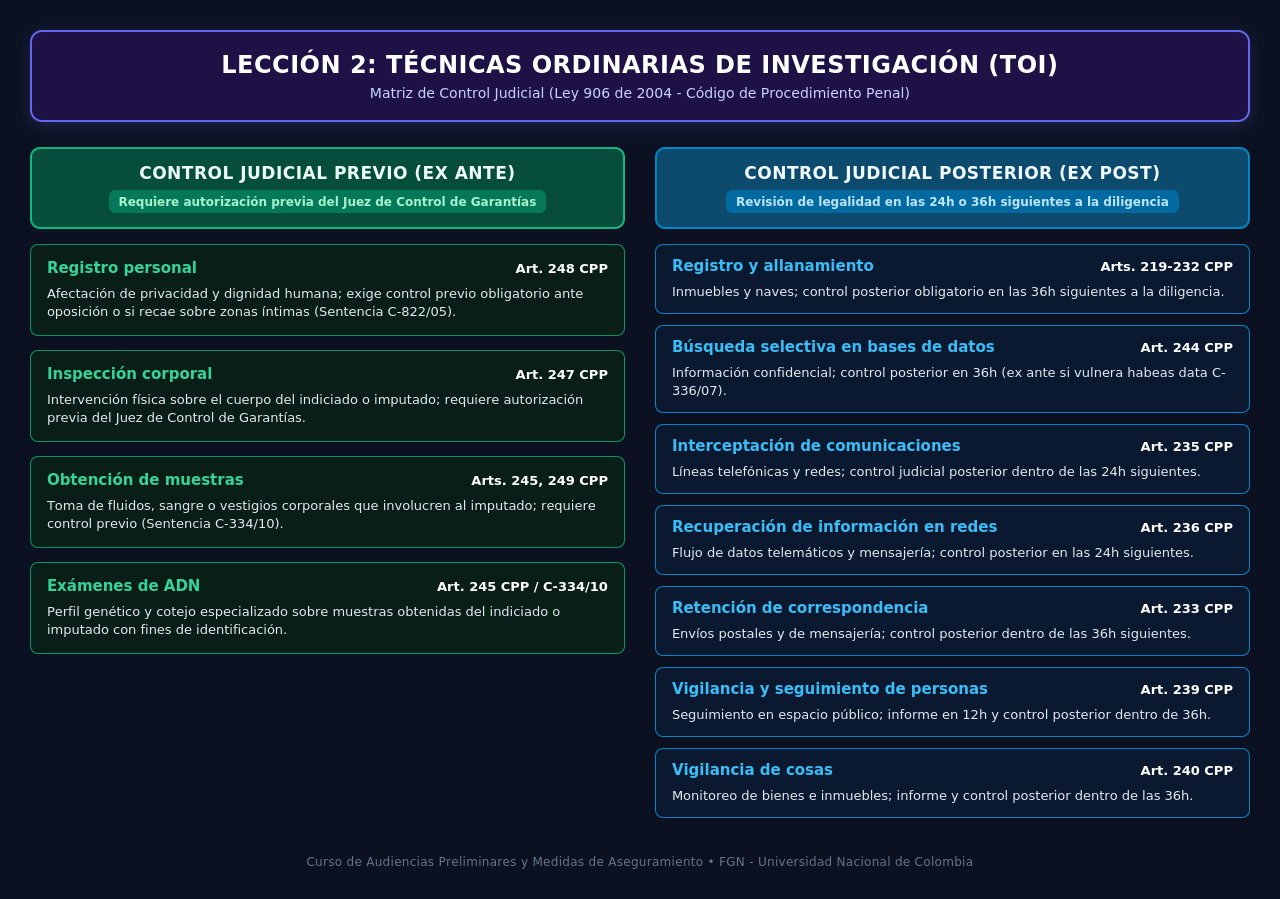 LECCIÓN 2: TÉCNICAS ORDINARIAS DE INVESTIGACIÓN (TOI)
Matriz de Control Judicial (Ley 906 de 2004 - Código de Procedimiento Penal)
CONTROL JUDICIAL PREVIO (EX ANTE)
Requiere autorización previa del Juez de Control de Garantías
Registro personal
Art. 248 CPP
Afectación de privacidad y dignidad humana; exige control previo obligatorio ante
oposición o si recae sobre zonas íntimas (Sentencia C-822/05).
Inspección corporal
Art. 247 CPP
Intervención física sobre el cuerpo del indiciado o imputado; requiere autorización
previa del Juez de Control de Garantías.
Obtención de muestras
Arts. 245, 249 CPP
Toma de fluidos, sangre o vestigios corporales que involucren al imputado; requiere
control previo (Sentencia C-334/10).
Exámenes de ADN
Art. 245 CPP / C-334/10
Perfil genético y cotejo especializado sobre muestras obtenidas del indiciado o
imputado con fines de identificación.
CONTROL JUDICIAL POSTERIOR (EX POST)
Revisión de legalidad en las 24h o 36h siguientes a la diligencia
Registro y allanamiento
Arts. 219-232 CPP
Inmuebles y naves; control posterior obligatorio en las 36h siguientes a la diligencia.
Búsqueda selectiva en bases de datos
Art. 244 CPP
Información confidencial; control posterior en 36h (ex ante si vulnera habeas data C-
336/07).
Interceptación de comunicaciones
Art. 235 CPP
Líneas telefónicas y redes; control judicial posterior dentro de las 24h siguientes.
Recuperación de información en redes
Art. 236 CPP
Flujo de datos telemáticos y mensajería; control posterior en las 24h siguientes.
Retención de correspondencia
Art. 233 CPP
Envíos postales y de mensajería; control posterior dentro de las 36h siguientes.
Vigilancia y seguimiento de personas
Art. 239 CPP
Seguimiento en espacio público; informe en 12h y control posterior dentro de 36h.
Vigilancia de cosas
Art. 240 CPP
Monitoreo de bienes e inmuebles; informe y control posterior dentro de las 36h.
Curso de Audiencias Preliminares y Medidas de Aseguramiento • FGN - Universidad Nacional de Colombia